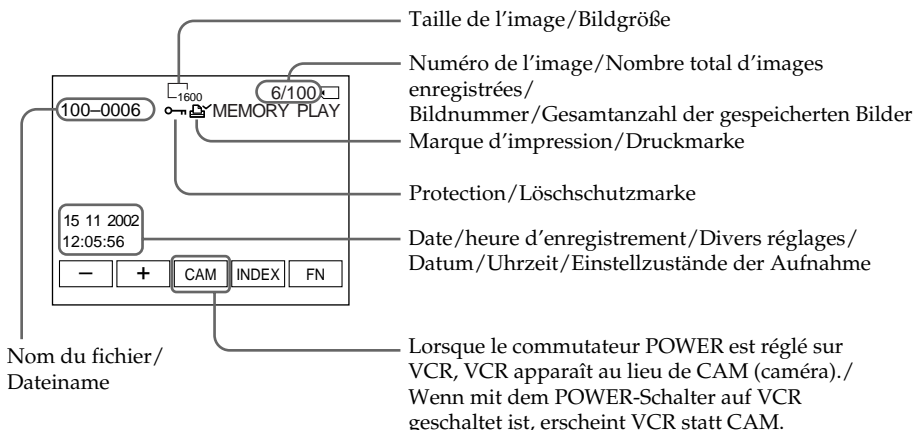 Taille de l'image/Bildgröße
Numéro de l'image/Nombre total d'images
enregistrées/
Bildnummer/Gesamtanzahl der gespeicherten Bilder
Marque d'impression/Druckmarke
Protection/Löschschutzmarke
Date/heure d'enregistrement/Divers réglages/
Datum/Uhrzeit/Einstellzustände der Aufnahme
Lorsque le commutateur POWER est réglé sur
VCR, VCR apparaît au lieu de CAM (caméra)./
Wenn mit dem POWER-Schalter auf VCR
geschaltet ist, erscheint VCR statt CAM.
1600
6/100
100–0006
MEMORY PLAY
15 11 2002
12:05:56
– + CAM INDEX FN
Nom du fichier/
Dateiname